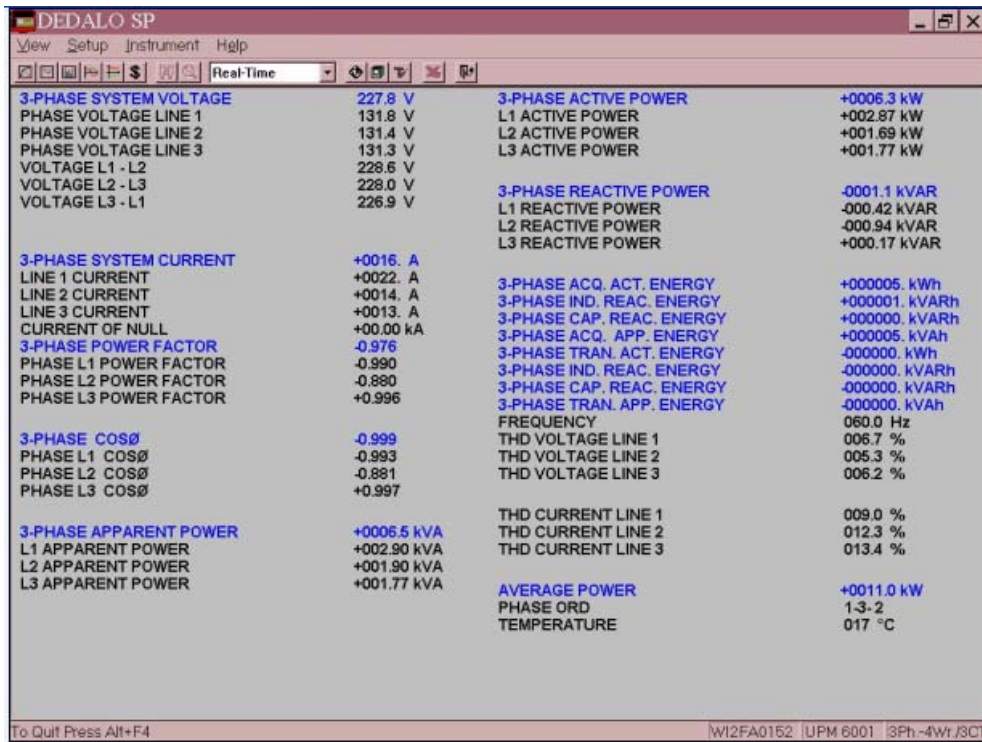 DEDALO SP
View Setup Instrument Help
$ Real-Time
3-PHASE SYSTEM VOLTAGE 227.8 V
PHASE VOLTAGE LINE 1 131.8 V
PHASE VOLTAGE LINE 2 131.4 V
PHASE VOLTAGE LINE 3 131.3 V
VOLTAGE L1 - L2 228.6 V
VOLTAGE L2 - L3 228.0 V
VOLTAGE L3 - L1 226.9 V
3-PHASE SYSTEM CURRENT +0016. A
LINE 1 CURRENT +0022. A
LINE 2 CURRENT +0014. A
LINE 3 CURRENT +0013. A
CURRENT OF NULL +00.00 kA
3-PHASE POWER FACTOR -0.976
PHASE L1 POWER FACTOR -0.990
PHASE L2 POWER FACTOR -0.880
PHASE L3 POWER FACTOR +0.996
3-PHASE COSØ -0.999
PHASE L1 COSØ -0.993
PHASE L2 COSØ -0.881
PHASE L3 COSØ +0.997
3-PHASE APPARENT POWER +0006.5 kVA
L1 APPARENT POWER +002.90 kVA
L2 APPARENT POWER +001.90 kVA
L3 APPARENT POWER +001.77 kVA
3-PHASE ACTIVE POWER +0006.3 kW
L1 ACTIVE POWER +002.87 kW
L2 ACTIVE POWER +001.69 kW
L3 ACTIVE POWER +001.77 kW
3-PHASE REACTIVE POWER -0001.1 kVAR
L1 REACTIVE POWER -000.42 kVAR
L2 REACTIVE POWER -000.94 kVAR
L3 REACTIVE POWER +000.17 kVAR
3-PHASE ACQ. ACT. ENERGY +000005. kWh
3-PHASE IND. REAC. ENERGY +000001. kVARh
3-PHASE CAP. REAC. ENERGY +000000. kVARh
3-PHASE ACQ. APP. ENERGY +000005. kVAh
3-PHASE TRAN. ACT. ENERGY -000000. kWh
3-PHASE IND. REAC. ENERGY -000000. kVARh
3-PHASE CAP. REAC. ENERGY -000000. kVARh
3-PHASE TRAN. APP. ENERGY -000000. kVAh
FREQUENCY 060.0 Hz
THD VOLTAGE LINE 1 006.7 %
THD VOLTAGE LINE 2 005.3 %
THD VOLTAGE LINE 3 006.2 %
THD CURRENT LINE 1 009.0 %
THD CURRENT LINE 2 012.3 %
THD CURRENT LINE 3 013.4 %
AVERAGE POWER +0011.0 kW
PHASE ORD 1-3-2
TEMPERATURE 017 °C
To Quit Press Alt+F4 WI2FA0152 UPM 6001 3Ph.-4Wr./3CT